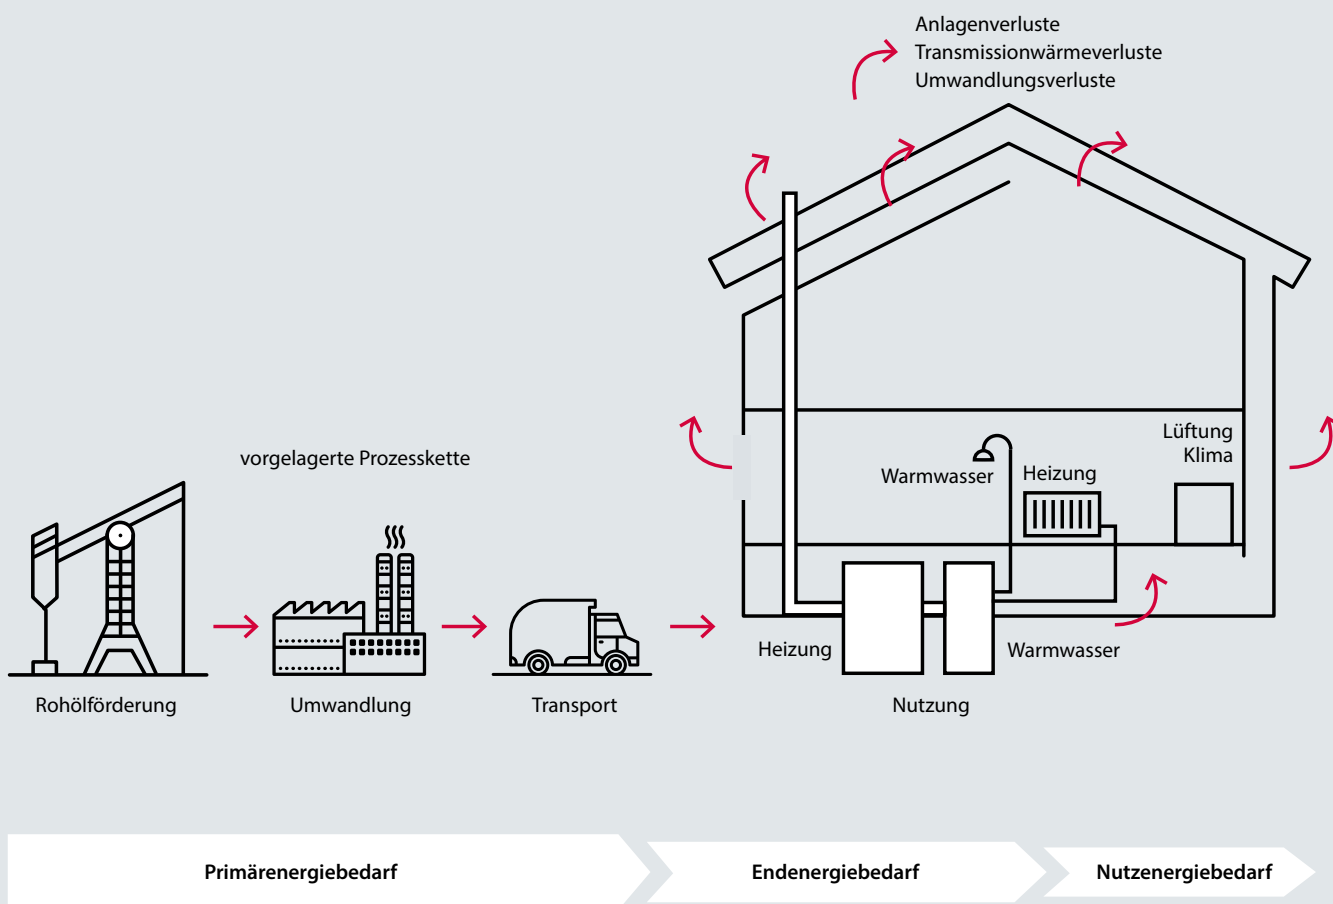 Anlagenverluste
Transmissionwärmeverluste
Umwandlungsverluste
vorgelagerte Prozesskette
Lüftung
Klima
Warmwasser
Heizung
Heizung
Warmwasser
Rohölförderung
Umwandlung
Transport
Nutzung
Primärenergiebedarf
Endenergiebedarf
Nutzenergiebedarf